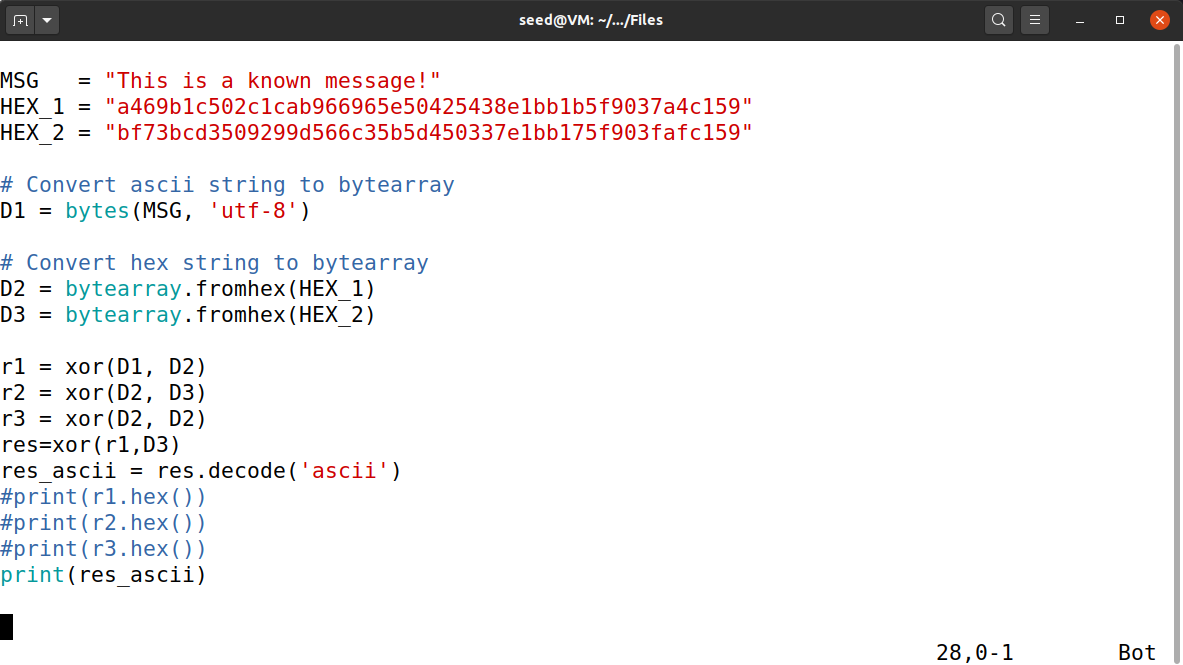 seed@VM: ~/.../Files
MSG   = "This is a known message!"
HEX_1 = "a469b1c502c1cab966965e50425438e1bb1b5f9037a4c159"
HEX_2 = "bf73bcd3509299d566c35b5d450337e1bb175f903fafc159"
# Convert ascii string to bytearray
D1 = bytes(MSG, 'utf-8')
# Convert hex string to bytearray
D2 = bytearray.fromhex(HEX_1)
D3 = bytearray.fromhex(HEX_2)
r1 = xor(D1, D2)
r2 = xor(D2, D3)
r3 = xor(D2, D2)
res=xor(r1,D3)
res_ascii = res.decode('ascii')
#print(r1.hex())
#print(r2.hex())
#print(r3.hex())
print(res_ascii)
28,0-1        Bot